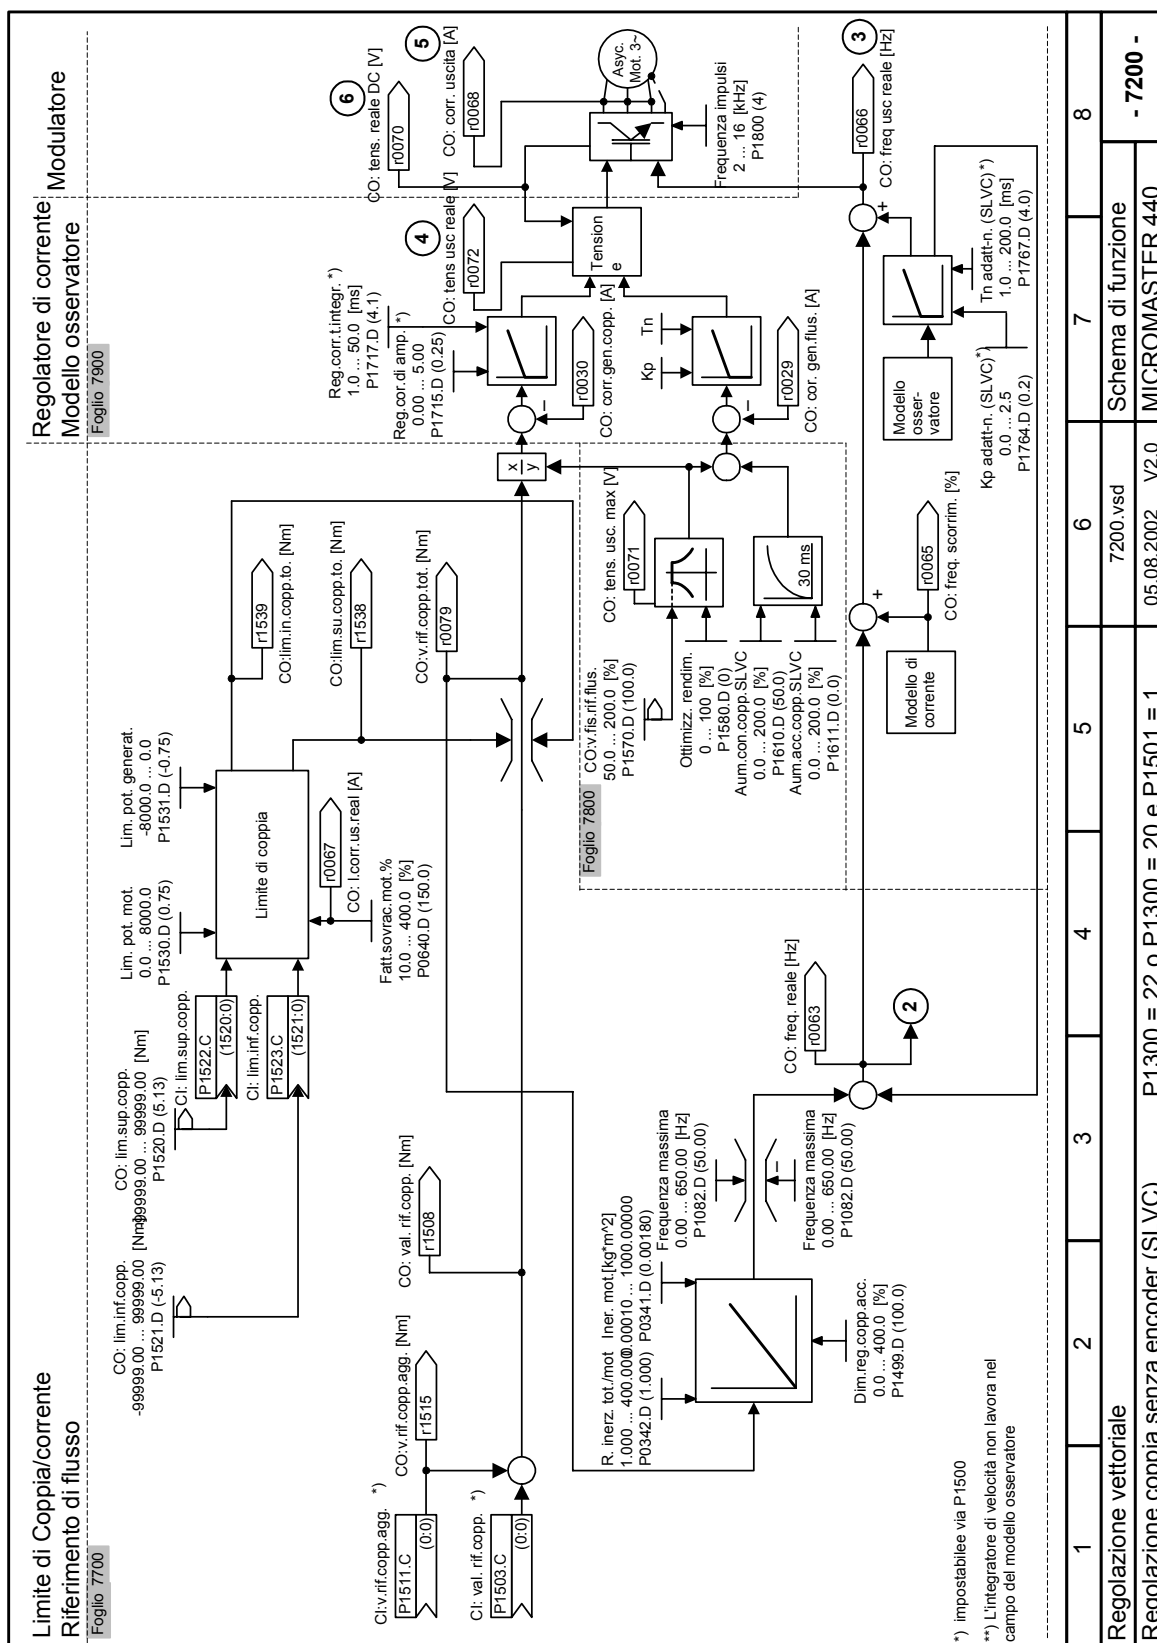 Limite di Coppia/corrente
Riferimento di flusso
Foglio 7700
Regolatore di corrente
Modello osservatore
Foglio 7900
Modulatore
CO: lim.inf.copp.
-99999.00 ... 99999.00 [Nm]
P1521.D (-5.13)
CO: lim.sup.copp.
-99999.00 ... 99999.00 [Nm]
P1520.D (5.13)
CI: lim.sup.copp.
P1522.C
(1520:0)
CI: lim.inf.copp.
P1523.C
(1521:0)
Lim. pot. mot.
0.0 ... 8000.0
P1530.D (0.75)
Lim. pot. generat.
-8000.0 ... 0.0
P1531.D (-0.75)
Limite di coppia
r0067
CO: l.corr.us.real [A]
Fatt.sovrac.mot.%
10.0 ... 400.0 [%]
P0640.D (150.0)
r1539
CO:lim.in.copp.to. [Nm]
r1538
CO:lim.su.copp.to. [Nm]
CO:v.rif.copp.tot. [Nm]
r0079
CI:v.rif.copp.agg. *)
P1511.C
(0:0)
CO:v.rif.copp.agg. [Nm]
r1515
CI: val. rif.copp. *)
P1503.C
(0:0)
CO: val. rif.copp. [Nm]
r1508
x
y
Reg.corr.t.integr. *)
1.0 ... 50.0 [ms]
P1717.D (4.1)
Reg.cor.di amp. *)
0.00 ... 5.00
P1715.D (0.25)
r0030
CO: corr.gen.copp. [A]
6
CO: tens. reale DC [V]
r0070
5
CO: corr. uscita [A]
r0068
4
CO: tens usc reale [V]
r0072
Tension
e
Asyc.
Mot. 3~
Frequenza impulsi
2 ... 16 [kHz]
P1800 (4)
Kp
Tn
r0029
CO: cor. gen.flus. [A]
Foglio 7800
CO:v.fis.rif.flus.
50.0 ... 200.0 [%]
P1570.D (100.0)
CO: tens. usc. max [V]
r0071
Ottimizz. rendim.
0 ... 100 [%]
P1580.D (0)
Aum.con.copp.SLVC
0.0 ... 200.0 [%]
P1610.D (50.0)
Aum.acc.copp.SLVC
0.0 ... 200.0 [%]
P1611.D (0.0)
30 ms
R. inerz. tot./mot
1.000 ... 400.000
P0342.D (1.000)
Iner. mot.[kg*m^2]
0.00010 ... 1000.00000
P0341.D (0.00180)
Dim.reg.copp.acc.
0.0 ... 400.0 [%]
P1499.D (100.0)
Frequenza massima
0.00 ... 650.00 [Hz]
P1082.D (50.00)
Frequenza massima
0.00 ... 650.00 [Hz]
P1082.D (50.00)
CO: freq. reale [Hz]
r0063
2
Modello di
corrente
r0065
CO: freq. scorrim. [%]
Modello
osser-
vatore
Kp adatt-n. (SLVC)*)
0.0 ... 2.5
P1764.D (0.2)
Tn adatt-n. (SLVC)*)
1.0 ... 200.0 [ms]
P1767.D (4.0)
3
r0066
CO: freq usc reale [Hz]
*) impostabilee via P1500
**) L'integratore di velocità non lavora nel
campo del modello osservatore
1 2 3 4 5 6 7 8
Regolazione vettoriale
7200.vsd
Schema di funzione
- 7200 -
Regolazione coppia senza encoder (SLVC)
P1300 = 22 o P1300 = 20 e P1501 = 1
05.08.2002
V2.0
MICROMASTER 440